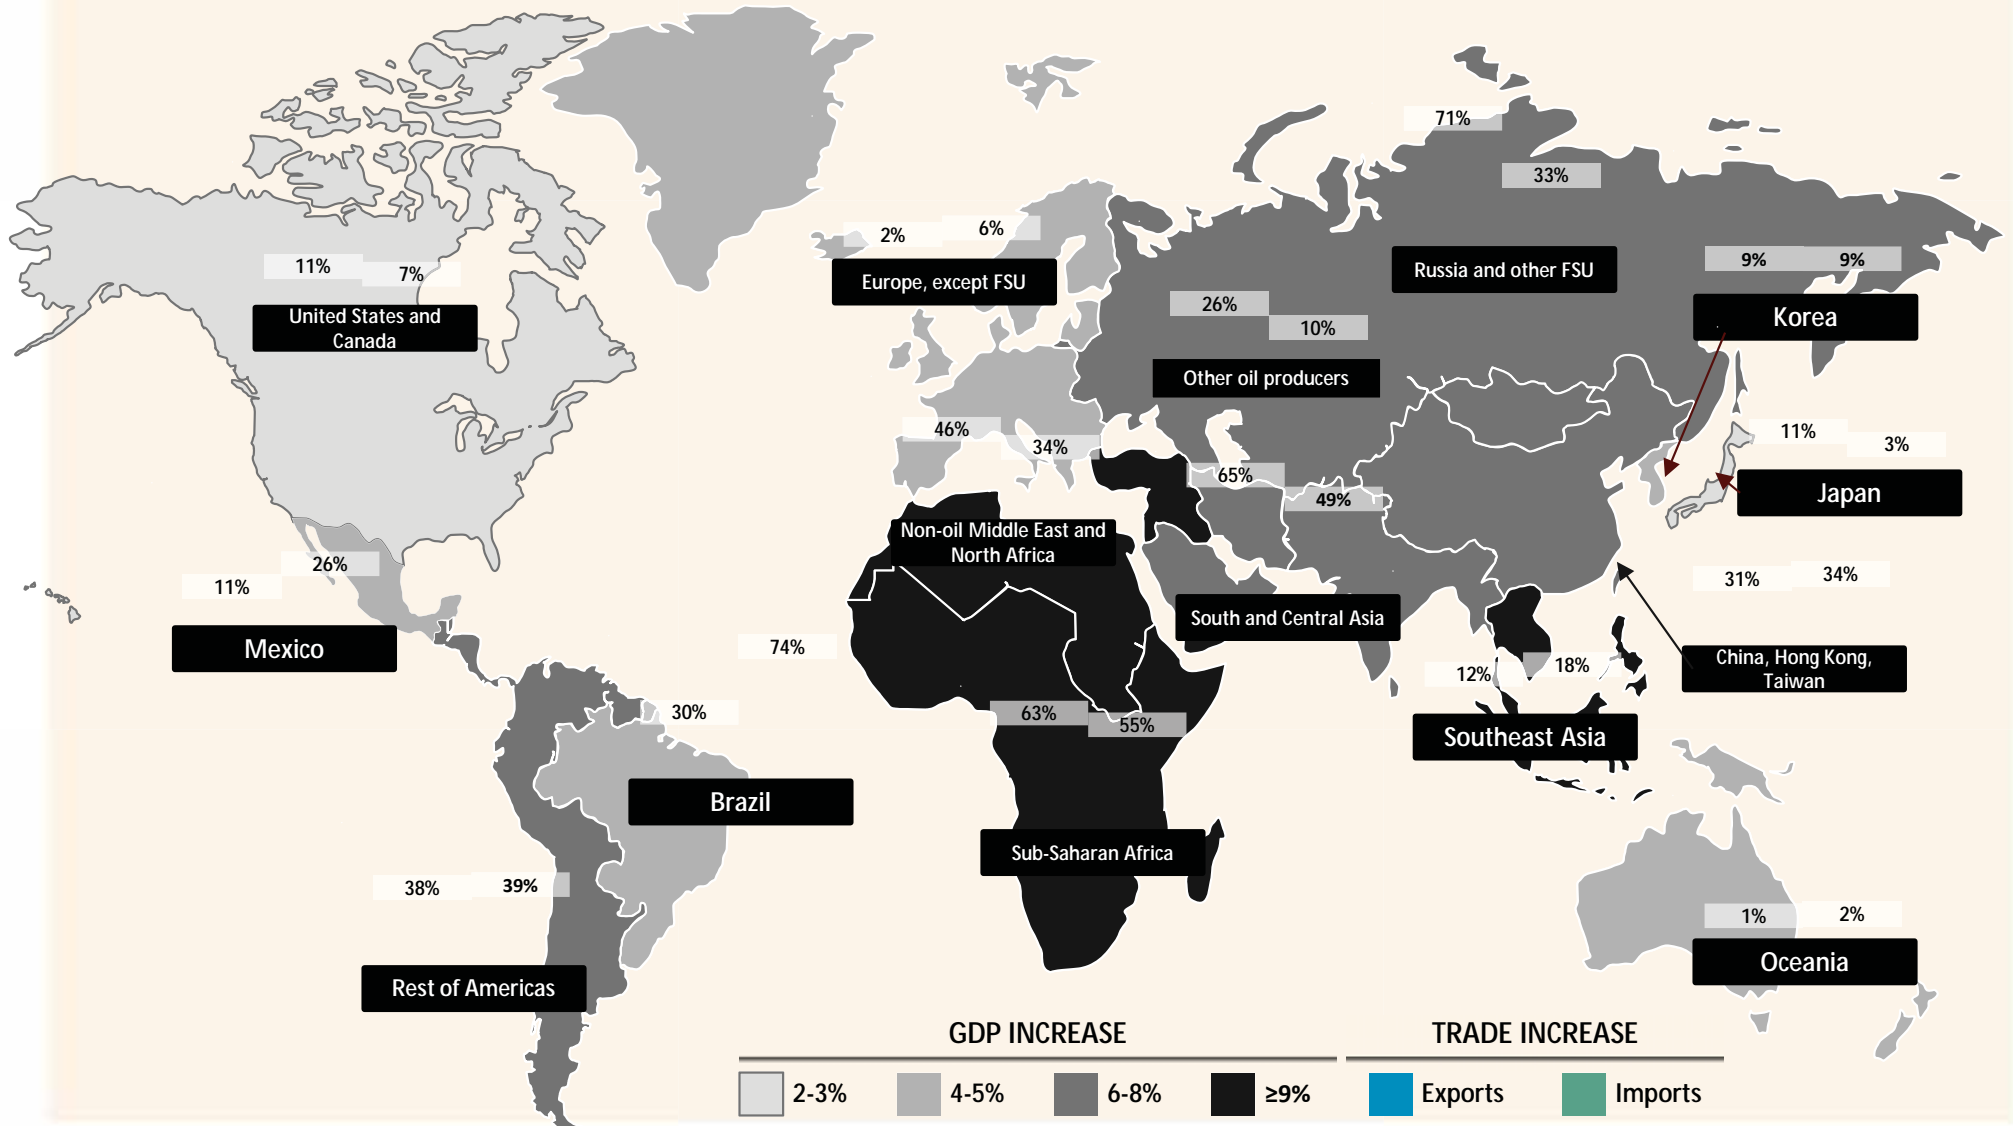 71%
33%
2%
6%
11%
7%
Europe, except FSU
Russia and other FSU
9%
9%
United States and
Canada
26%
10%
Korea
Other oil producers
46%
34%
11%
3%
65%
49%
Japan
Non-oil Middle East and
North Africa
11%
26%
31%
34%
South and Central Asia
Mexico
74%
30%
12%
18%
China, Hong Kong,
Taiwan
63%
55%
Southeast Asia
Brazil
Sub-Saharan Africa
38%
39%
1%
2%
Oceania
Rest of Americas
GDP INCREASE
TRADE INCREASE
2-3%
4-5%
6-8%
≥9%
Exports
Imports